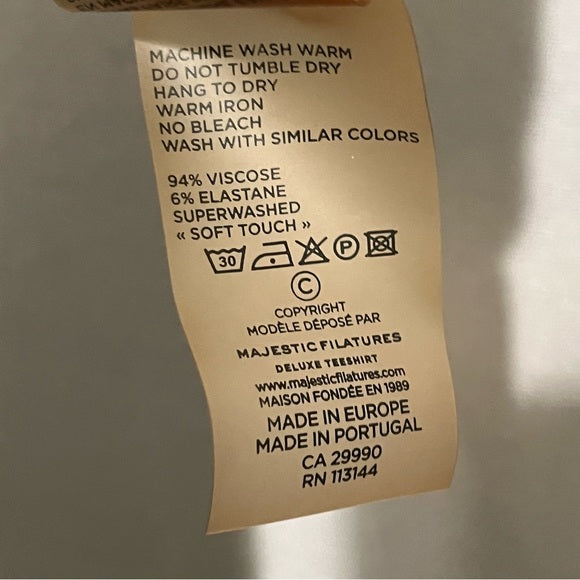 MACHINE WASH WARM
DO NOT TUMBLE DRY
HANG TO DRY
WARM IRON
NO BLEACH
WASH WITH SIMILAR COLORS
94% VISCOSE
6% ELASTANE
SUPERWASHED
« SOFT TOUCH »
30 P
©
COPYRIGHT
MODÈLE DÉPOSÉ PAR
MAJESTIC FILATURES
DELUXE TEESHIRT
www.majesticfilatures.com
MAISON FONDÉE EN 1989
MADE IN EUROPE
MADE IN PORTUGAL
CA 29990
RN 113144